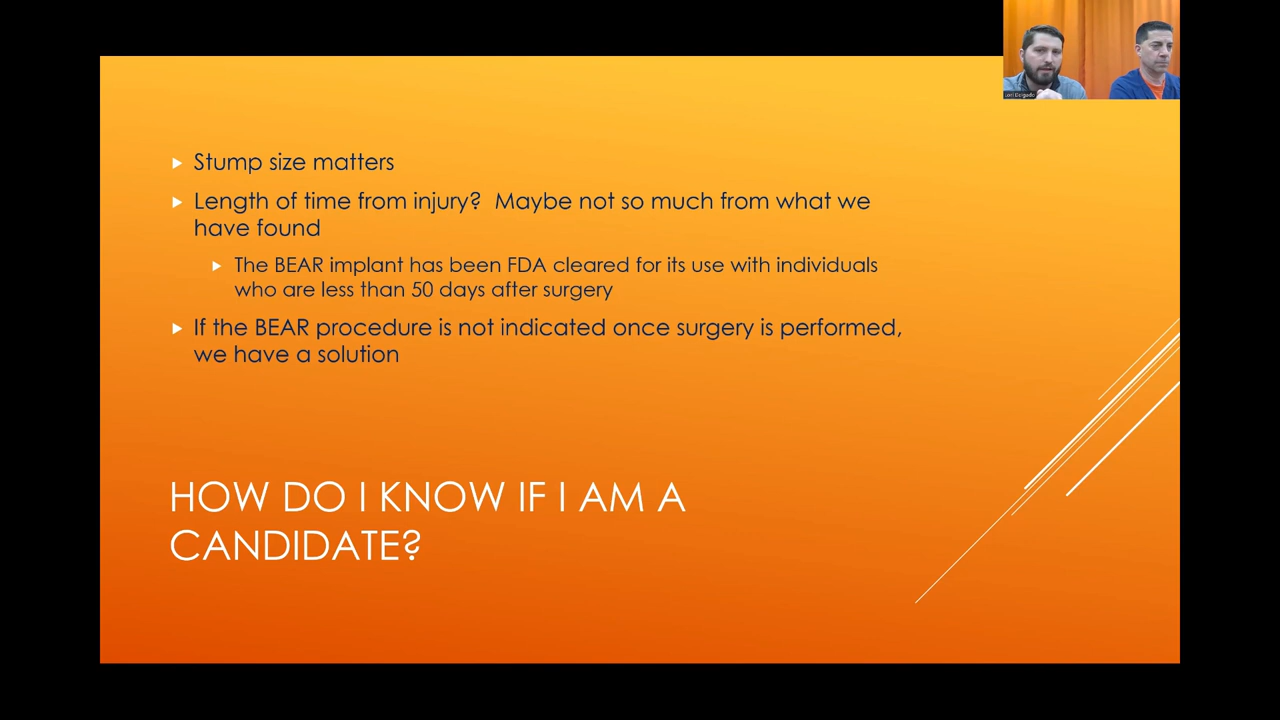 Stump size matters
Length of time from injury? Maybe not so much from what we
have found
The BEAR implant has been FDA cleared for its use with individuals
who are less than 50 days after surgery
If the BEAR procedure is not indicated once surgery is performed,
we have a solution
HOW DO I KNOW IF I AM A
CANDIDATE?
Lori Delgado